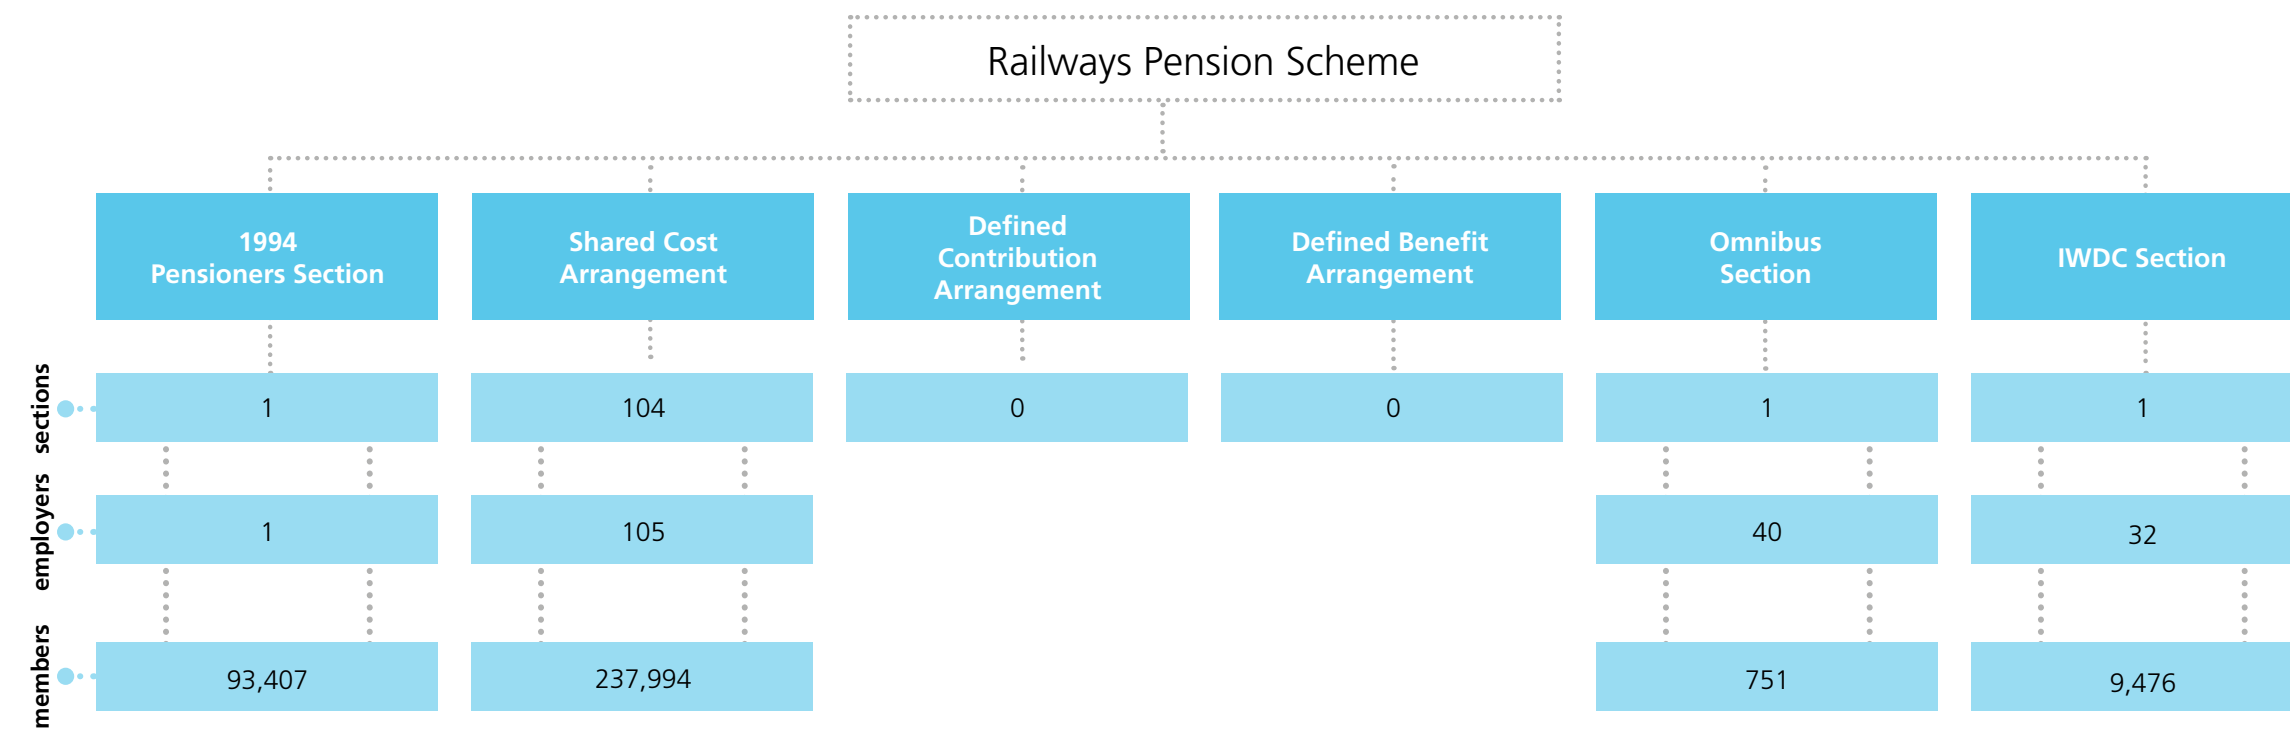 Railways Pension Scheme
1994
Pensioners Section
Shared Cost
Arrangement
Defined
Contribution
Arrangement
Defined Benefit
Arrangement
Omnibus
Section
IWDC Section
sections
1
104
0
0
1
1
employers
1
105
40
32
members
93,407
237,994
751
9,476